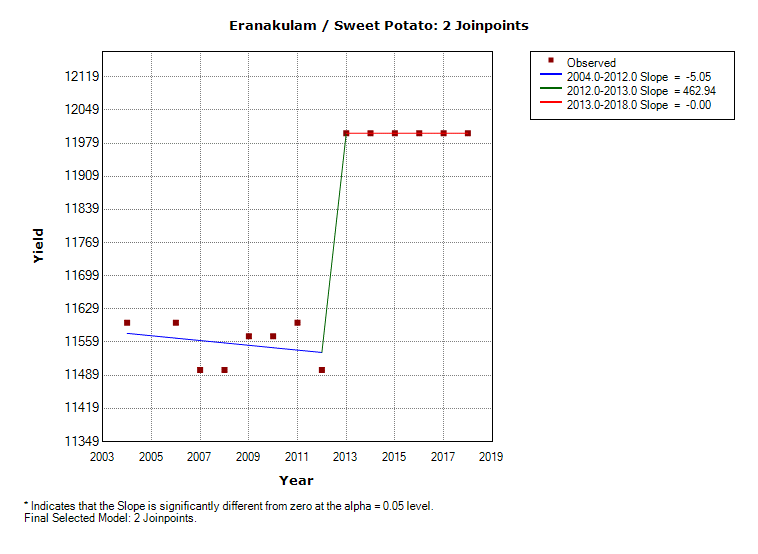 Eranakulam / Sweet Potato: 2 Joinpoints
Observed
2004.0-2012.0 Slope = -5.05
2012.0-2013.0 Slope = 462.94
2013.0-2018.0 Slope = -0.00
12119
12049
11979
11909
11839
11769
11699
11629
11559
11489
11419
11349
Yield
2003 2005 2007 2009 2011 2013 2015 2017 2019
Year
* Indicates that the Slope is significantly different from zero at the alpha = 0.05 level.
Final Selected Model: 2 Joinpoints.